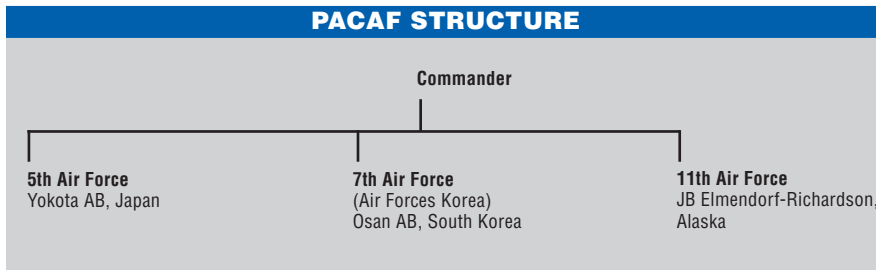 PACAF STRUCTURE
Commander
5th Air Force
Yokota AB, Japan
7th Air Force
(Air Forces Korea)
Osan AB, South Korea
11th Air Force
JB Elmendorf-Richardson,
Alaska